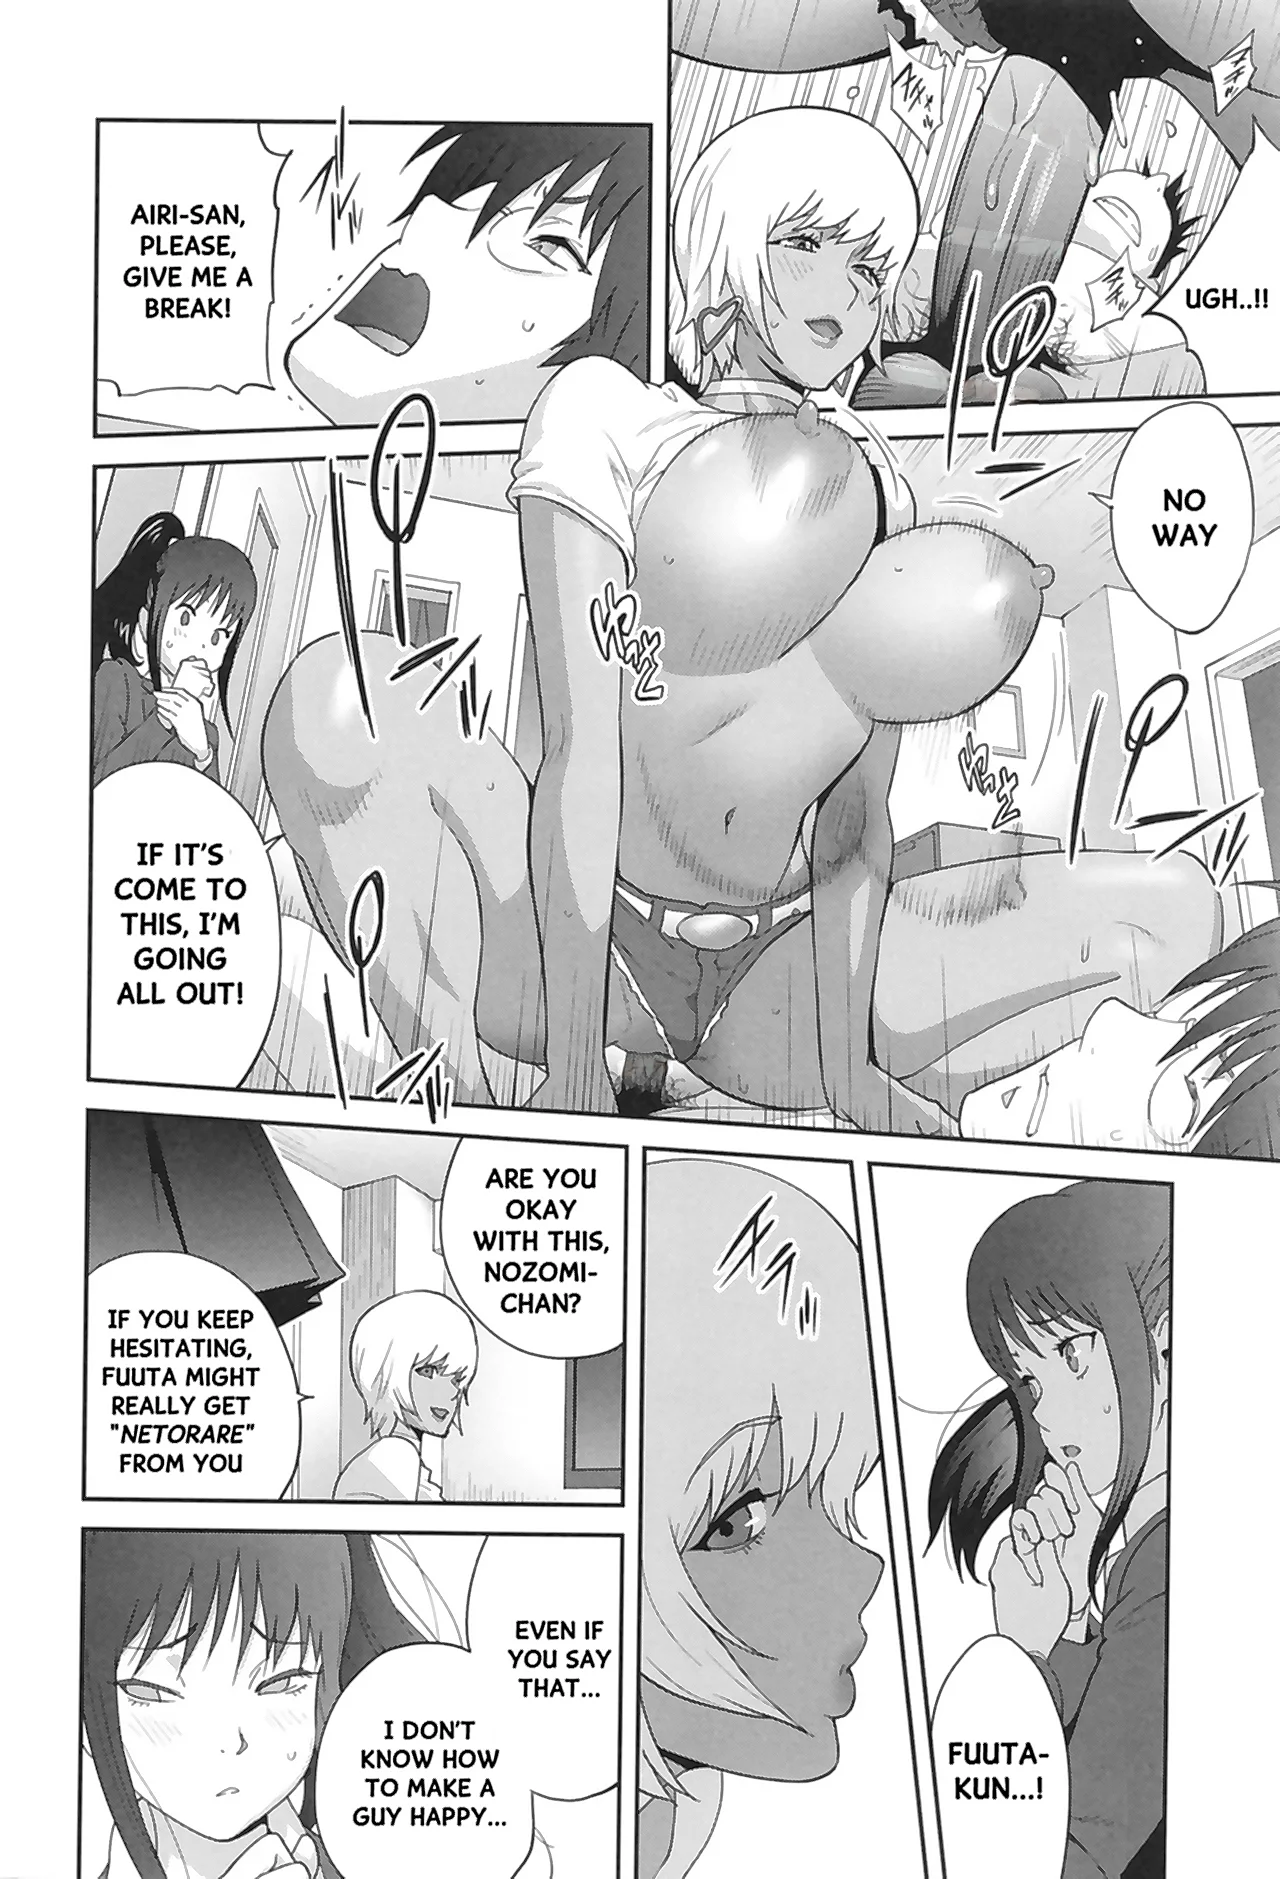 UGH..!!
AIRI-SAN,
PLEASE,
GIVE ME A
BREAK!
NO
WAY
IF IT'S
COME TO
THIS, I'M
GOING
ALL OUT!
FUUTA-
KUN...!
ARE YOU
OKAY
WITH THIS,
NOZOMI-
CHAN?
IF YOU KEEP
HESITATING,
FUUTA MIGHT
REALLY GET
"NETORARE"
FROM YOU
EVEN IF
YOU SAY
THAT...
I DON'T
KNOW HOW
TO MAKE A
GUY HAPPY...